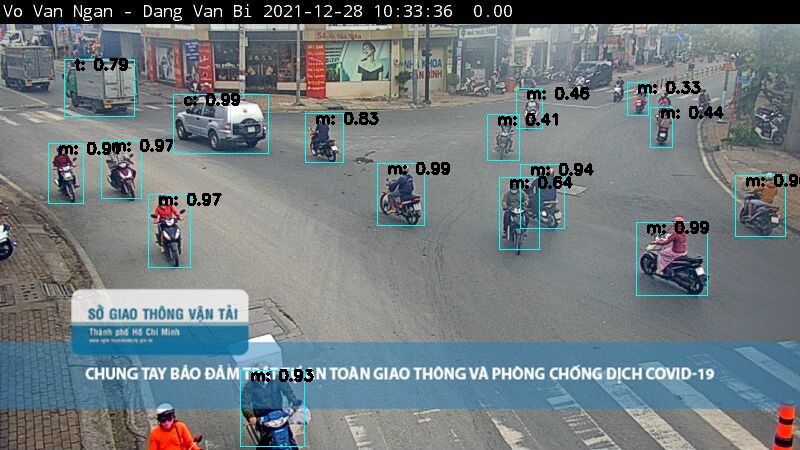 Vo Van Ngan - Dang Van Bi 2021-12-28 10:33:36 0.00
t: 0.79
c: 0.99
m: 0.83
m: 0.46
m: 0.41
m: 0.33
m: 0.44
m: 0.97
m: 0.99
m: 0.94
m: 0.64
m: 0.97
m: 0.99
SỞ GIAO THÔNG VẬN TẢI
Thành phố Hồ Chí Minh
CHUNG TAY BẢO ĐẢM AN TOÀN GIAO THÔNG VÀ PHÒNG CHỐNG DỊCH COVID-19
m: 0.93